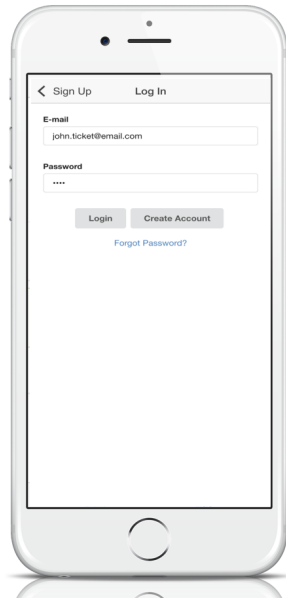 Sign Up Log In
E-mail
john.ticket@email.com
Password
••••
Login Create Account
Forgot Password?